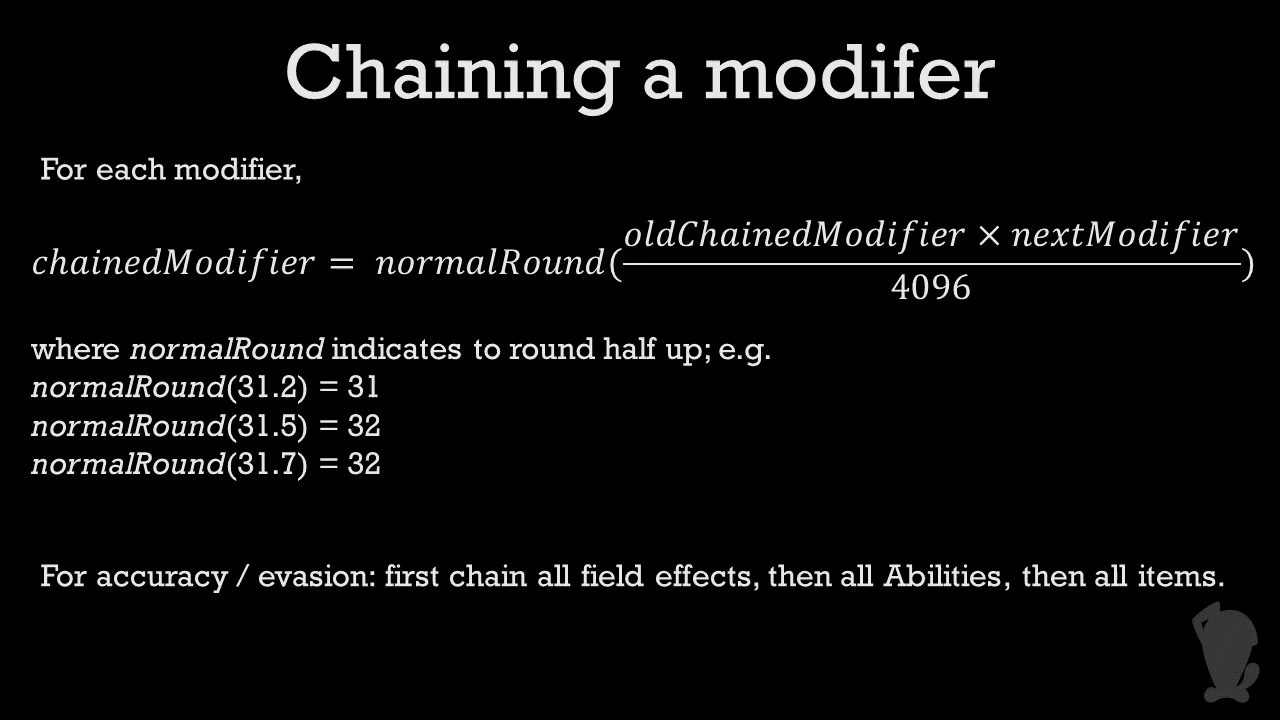 Chaining a modifer
For each modifier,
chainedModifier = normalRound(oldChainedModifier × nextModifier / 4096)
where normalRound indicates to round half up; e.g.
normalRound(31.2) = 31
normalRound(31.5) = 32
normalRound(31.7) = 32
For accuracy / evasion: first chain all field effects, then all Abilities, then all items.